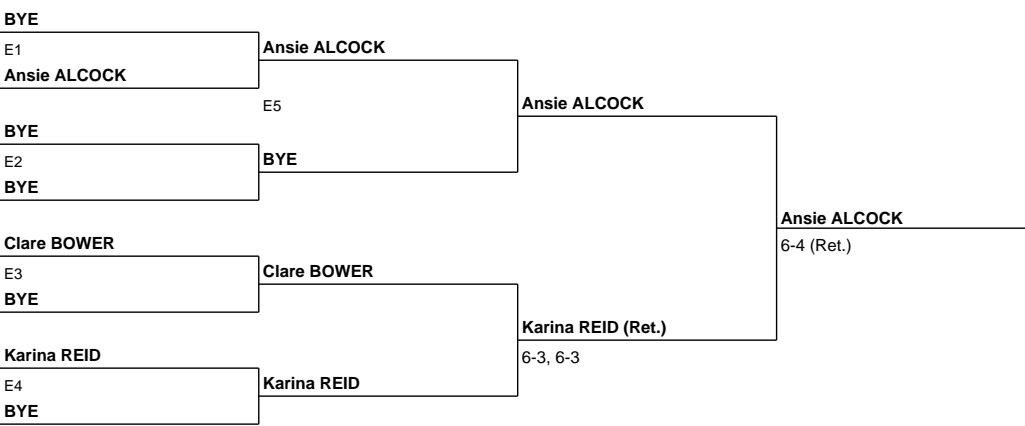 BYE
E1
Ansie ALCOCK
Ansie ALCOCK
E5
BYE
E2
BYE
BYE
Ansie ALCOCK
Clare BOWER
E3
BYE
Clare BOWER
Karina REID
E4
BYE
Karina REID
Karina REID (Ret.)
6-3, 6-3
Ansie ALCOCK
6-4 (Ret.)